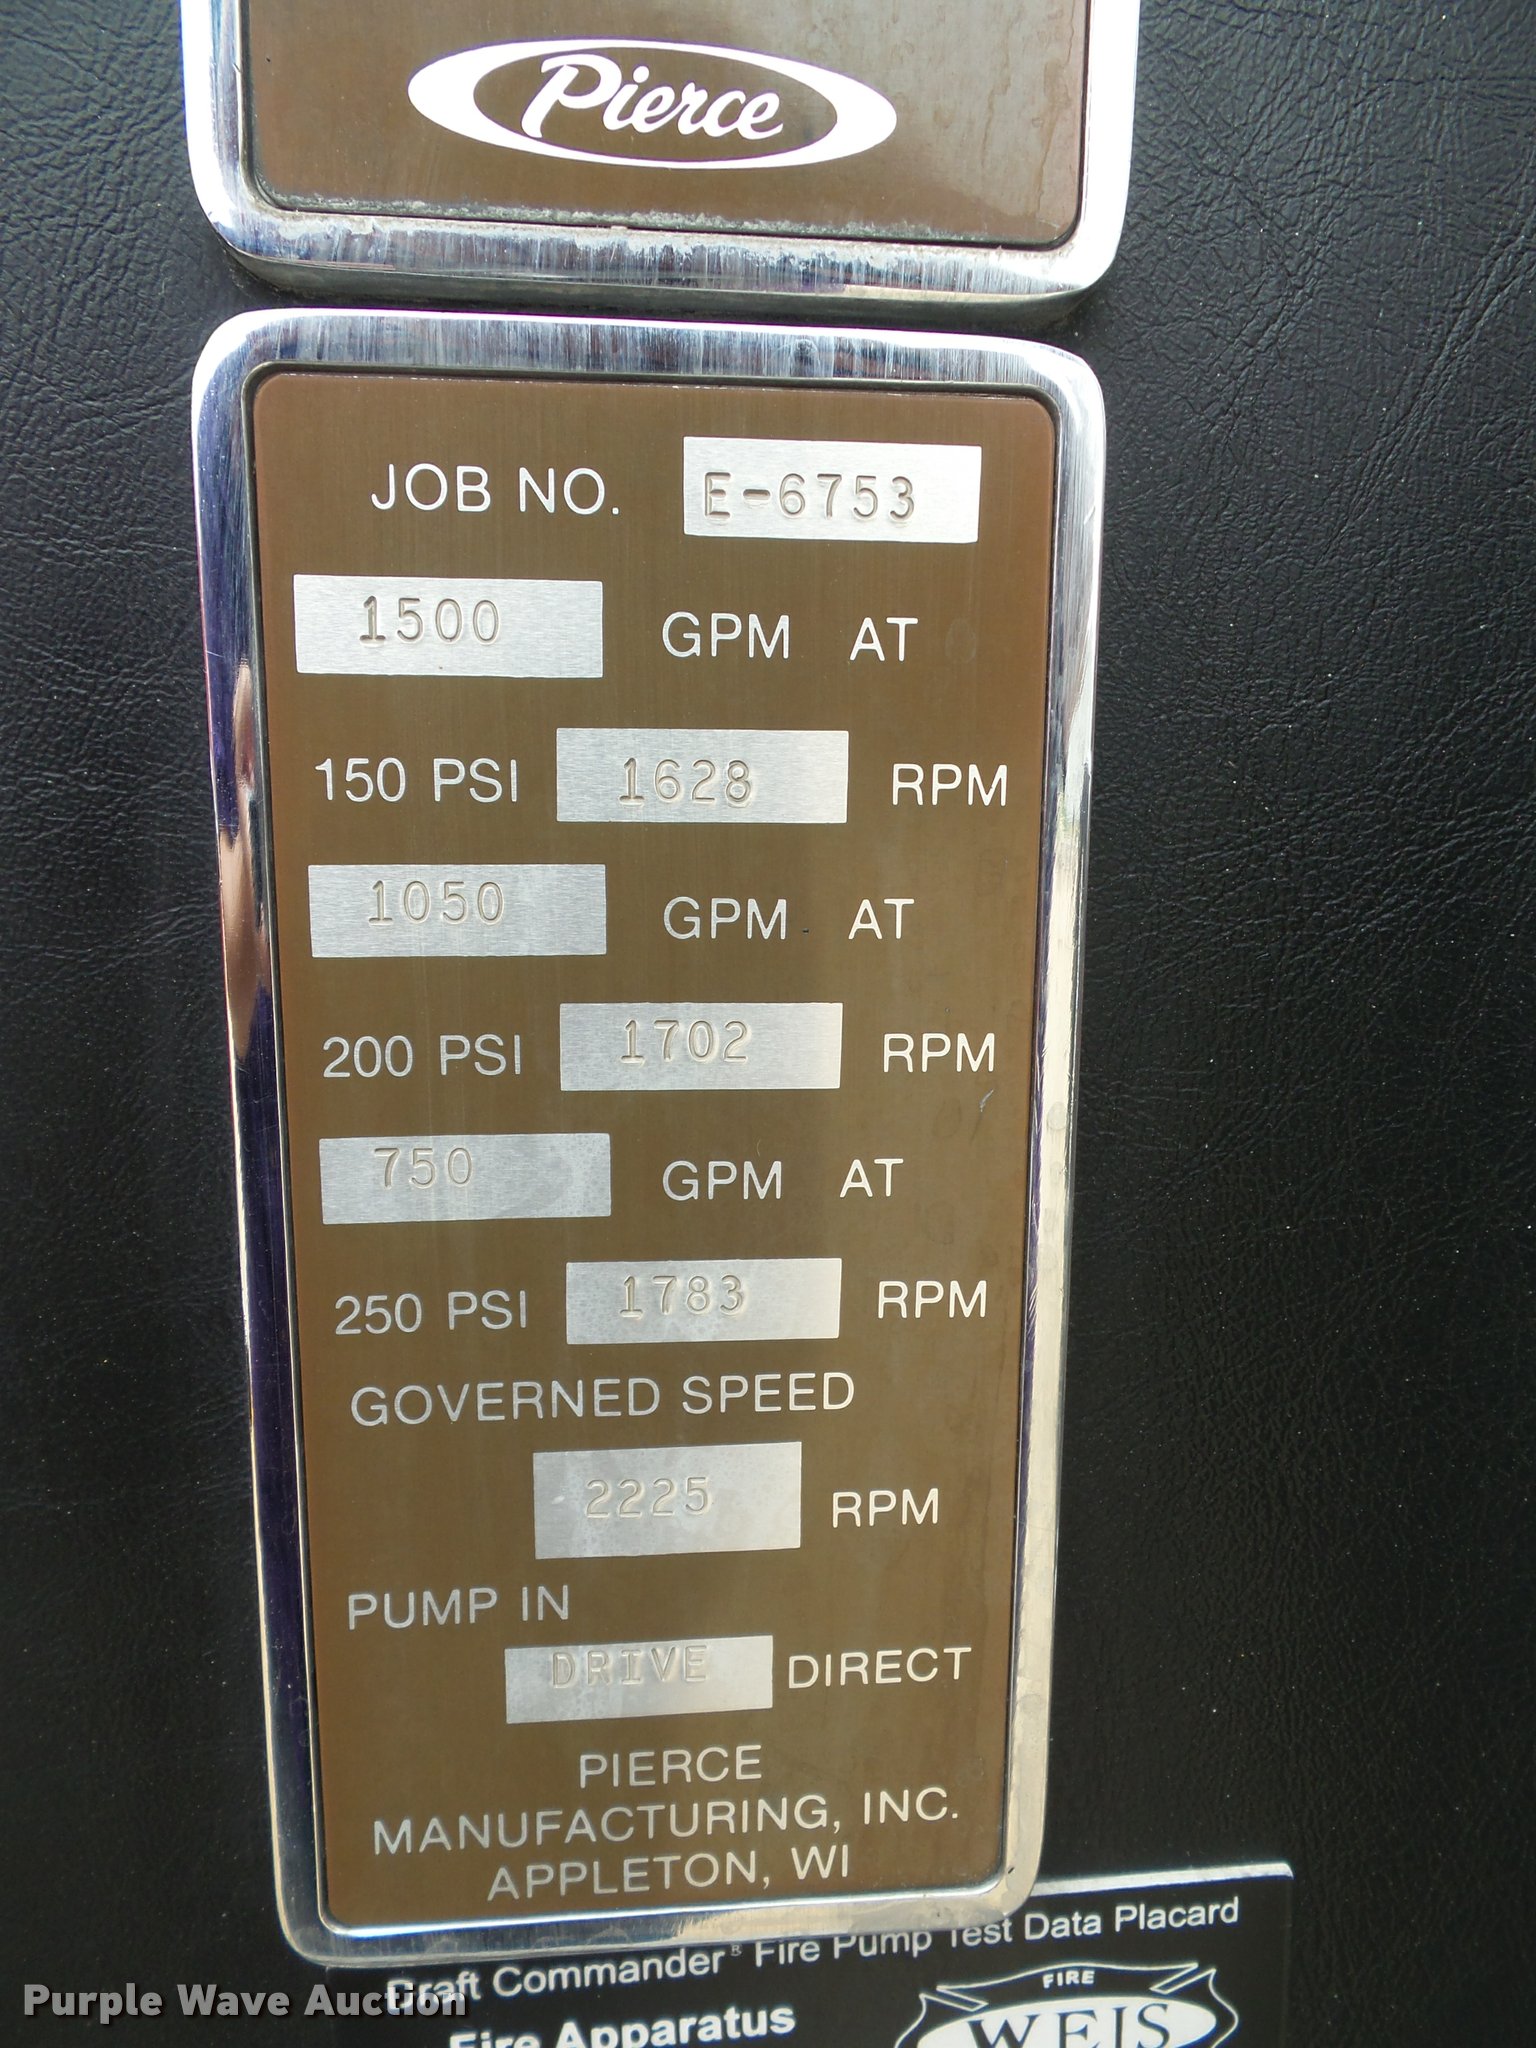 Pierce
JOB NO. E-6753
1500 GPM AT
150 PSI 1628 RPM
1050 GPM AT
200 PSI 1702 RPM
750 GPM AT
250 PSI 1783 RPM
GOVERNED SPEED
2225 RPM
PUMP IN
DRIVE DIRECT
PIERCE
MANUFACTURING, INC.
APPLETON, WI
Draft Commander® Fire Pump Test Data Placard
Fire Apparatus
FIRE
WEIS
Purple Wave Auction